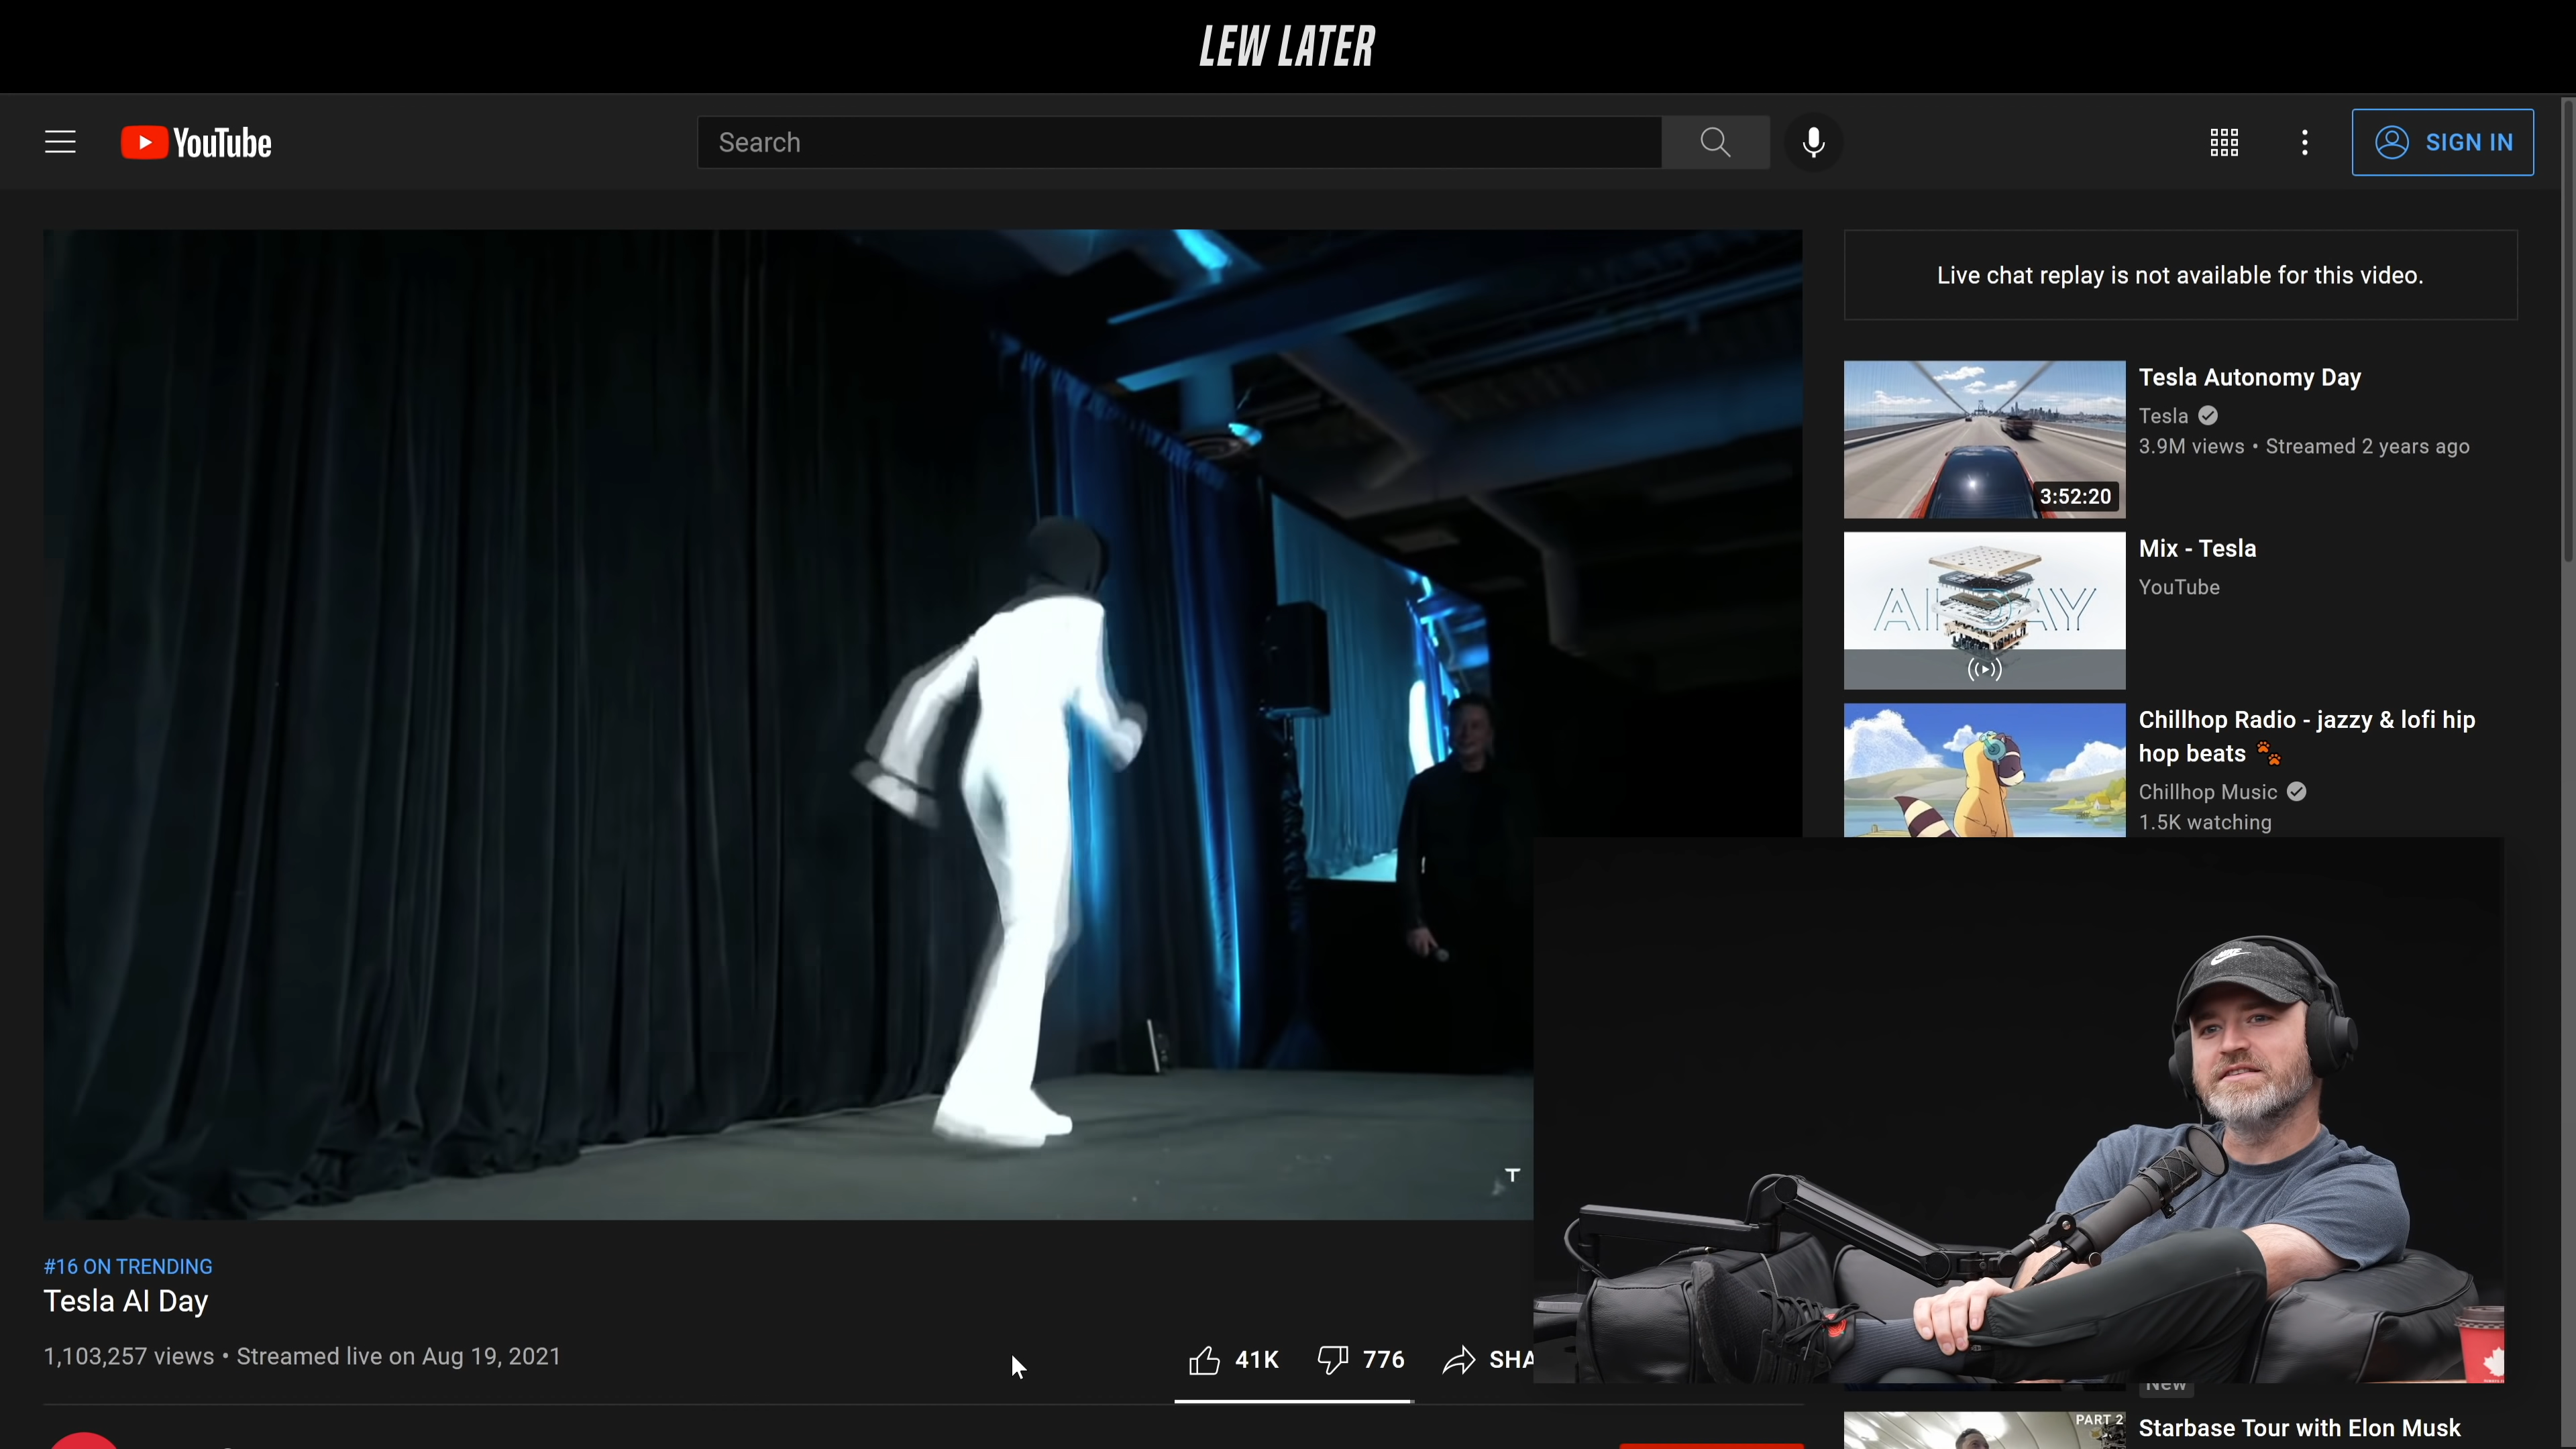 LEW LATER
YouTube
Search
SIGN IN
Live chat replay is not available for this video.
Tesla Autonomy Day
Tesla
3.9M views • Streamed 2 years ago
3:52:20
AI DAY
Mix - Tesla
YouTube
Chillhop Radio - jazzy & lofi hip
hop beats
Chillhop Music
1.5K watching
T
#16 ON TRENDING
Tesla AI Day
1,103,257 views • Streamed live on Aug 19, 2021
41K
776
SHA
New
PART 2
Starbase Tour with Elon Musk